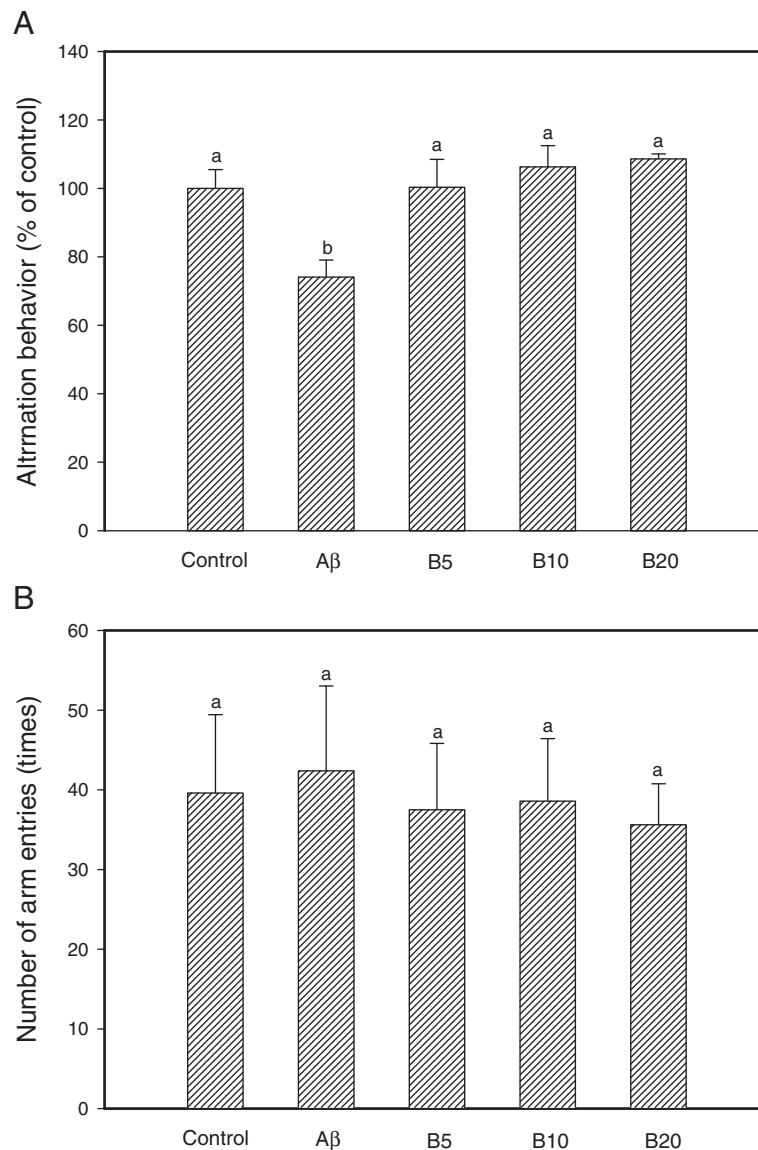 A
Altrmation behavior (% of control)
140
120
100
80
60
40
20
0
a
b
a
a
a
Control Aβ B5 B10 B20
B
Number of arm entries (times)
60
50
40
30
20
10
0
a
a
a
a
a
Control Aβ B5 B10 B20